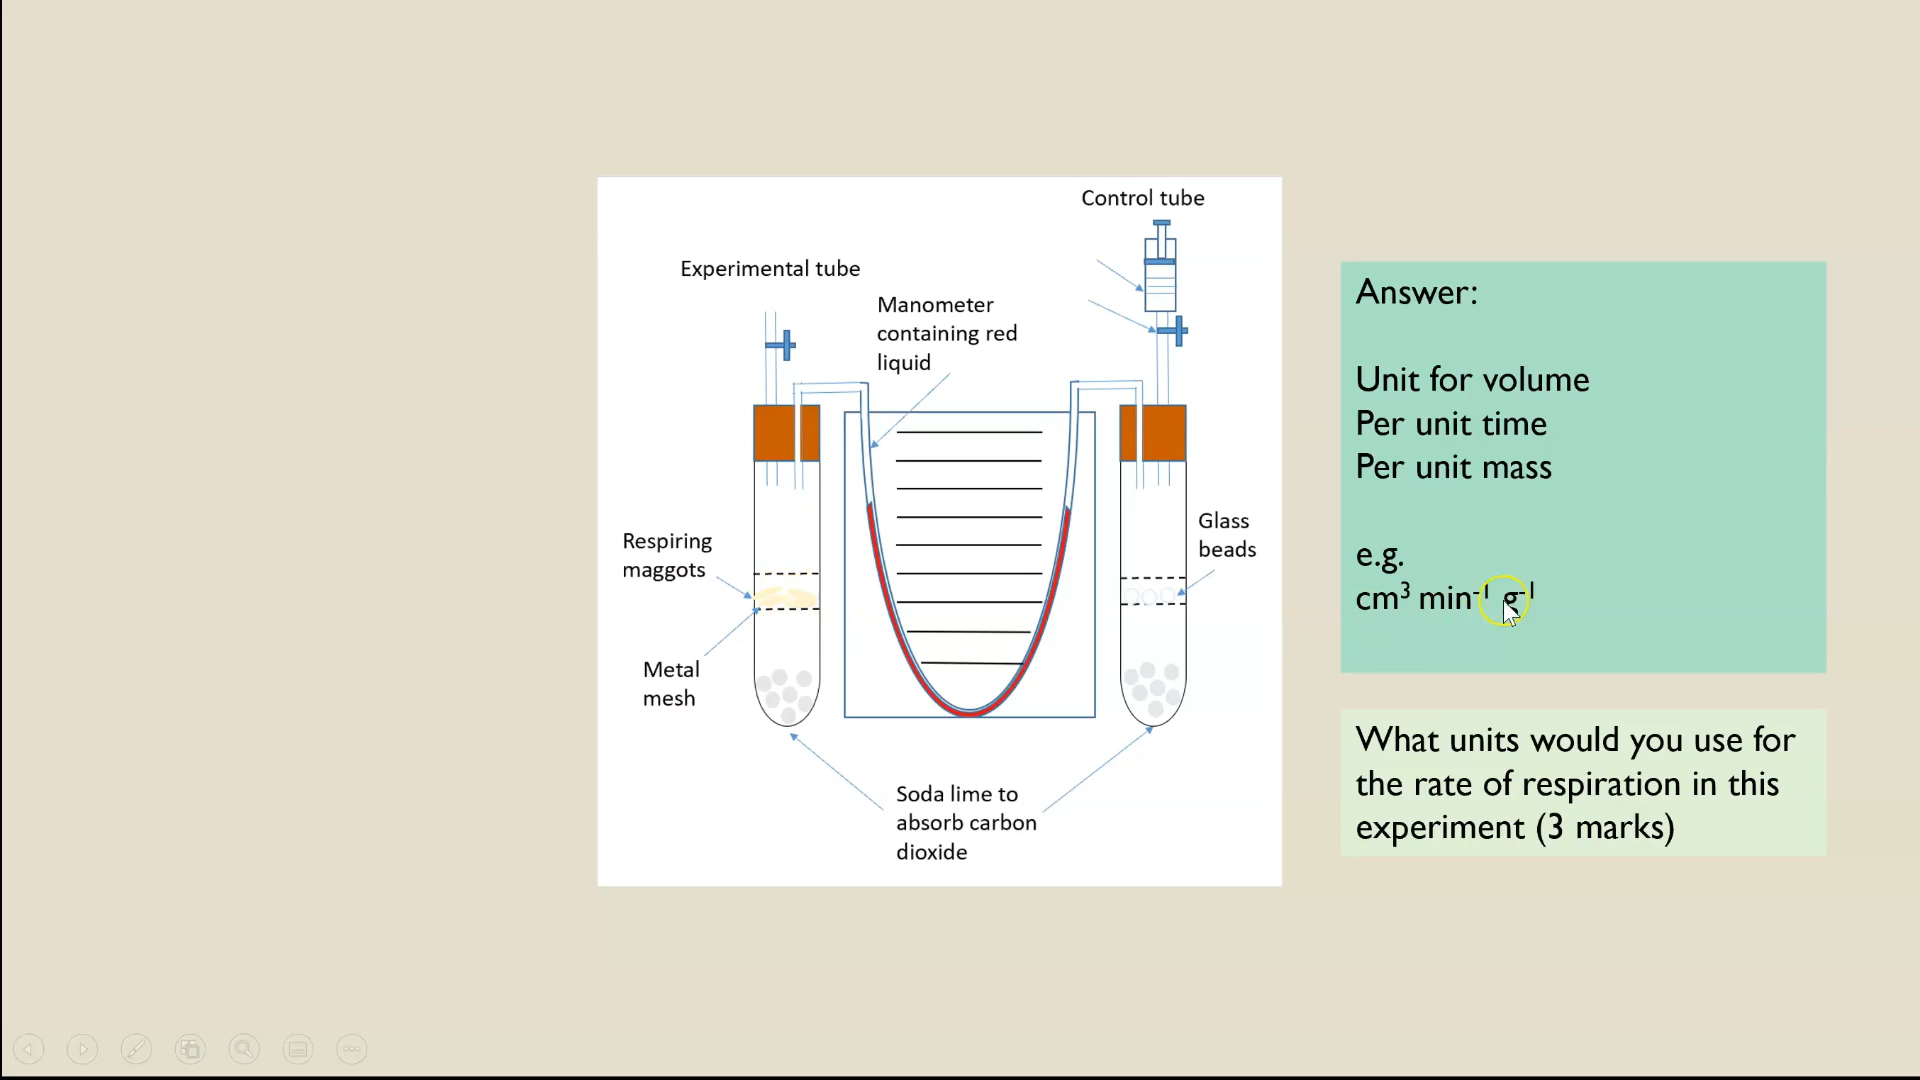 Control tube
Experimental tube
Manometer
containing red
liquid
Respiring
maggots
Glass
beads
Metal
mesh
Soda lime to
absorb carbon
dioxide
Answer:
Unit for volume
Per unit time
Per unit mass
e.g.
cm³ min⁻¹ g⁻¹
What units would you use for
the rate of respiration in this
experiment (3 marks)